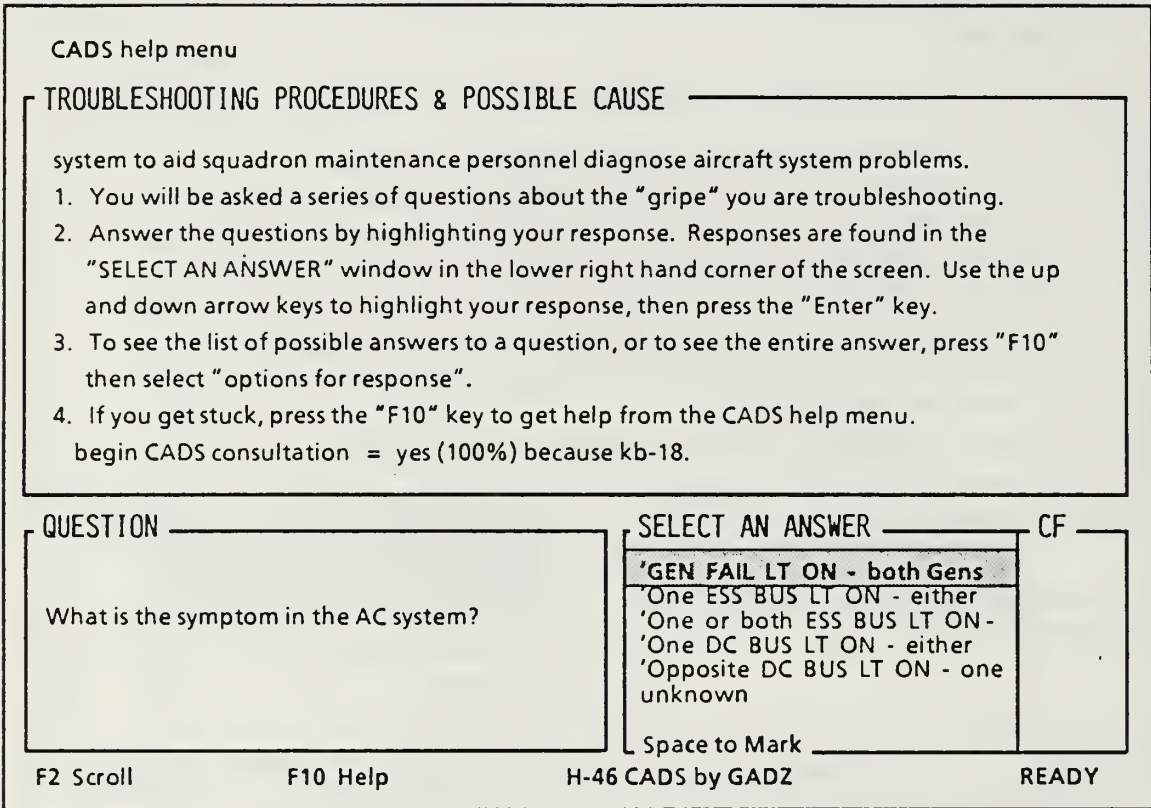 CADS help menu
TROUBLESHOOTING PROCEDURES & POSSIBLE CAUSE
system to aid squadron maintenance personnel diagnose aircraft system problems.
1. You will be asked a series of questions about the "gripe" you are troubleshooting.
2. Answer the questions by highlighting your response. Responses are found in the
"SELECT AN ANSWER" window in the lower right hand corner of the screen. Use the up
and down arrow keys to highlight your response, then press the "Enter" key.
3. To see the list of possible answers to a question, or to see the entire answer, press "F10"
then select "options for response".
4. If you get stuck, press the "F10" key to get help from the CADS help menu.
begin CADS consultation = yes (100%) because kb-18.
QUESTION
What is the symptom in the AC system?
SELECT AN ANSWER
CF
'GEN FAIL LT ON - both Gens
'One ESS BUS LT ON - either
'One or both ESS BUS LT ON -
'One DC BUS LT ON - either
'Opposite DC BUS LT ON - one
unknown
Space to Mark
F2 Scroll F10 Help H-46 CADS by GADZ READY